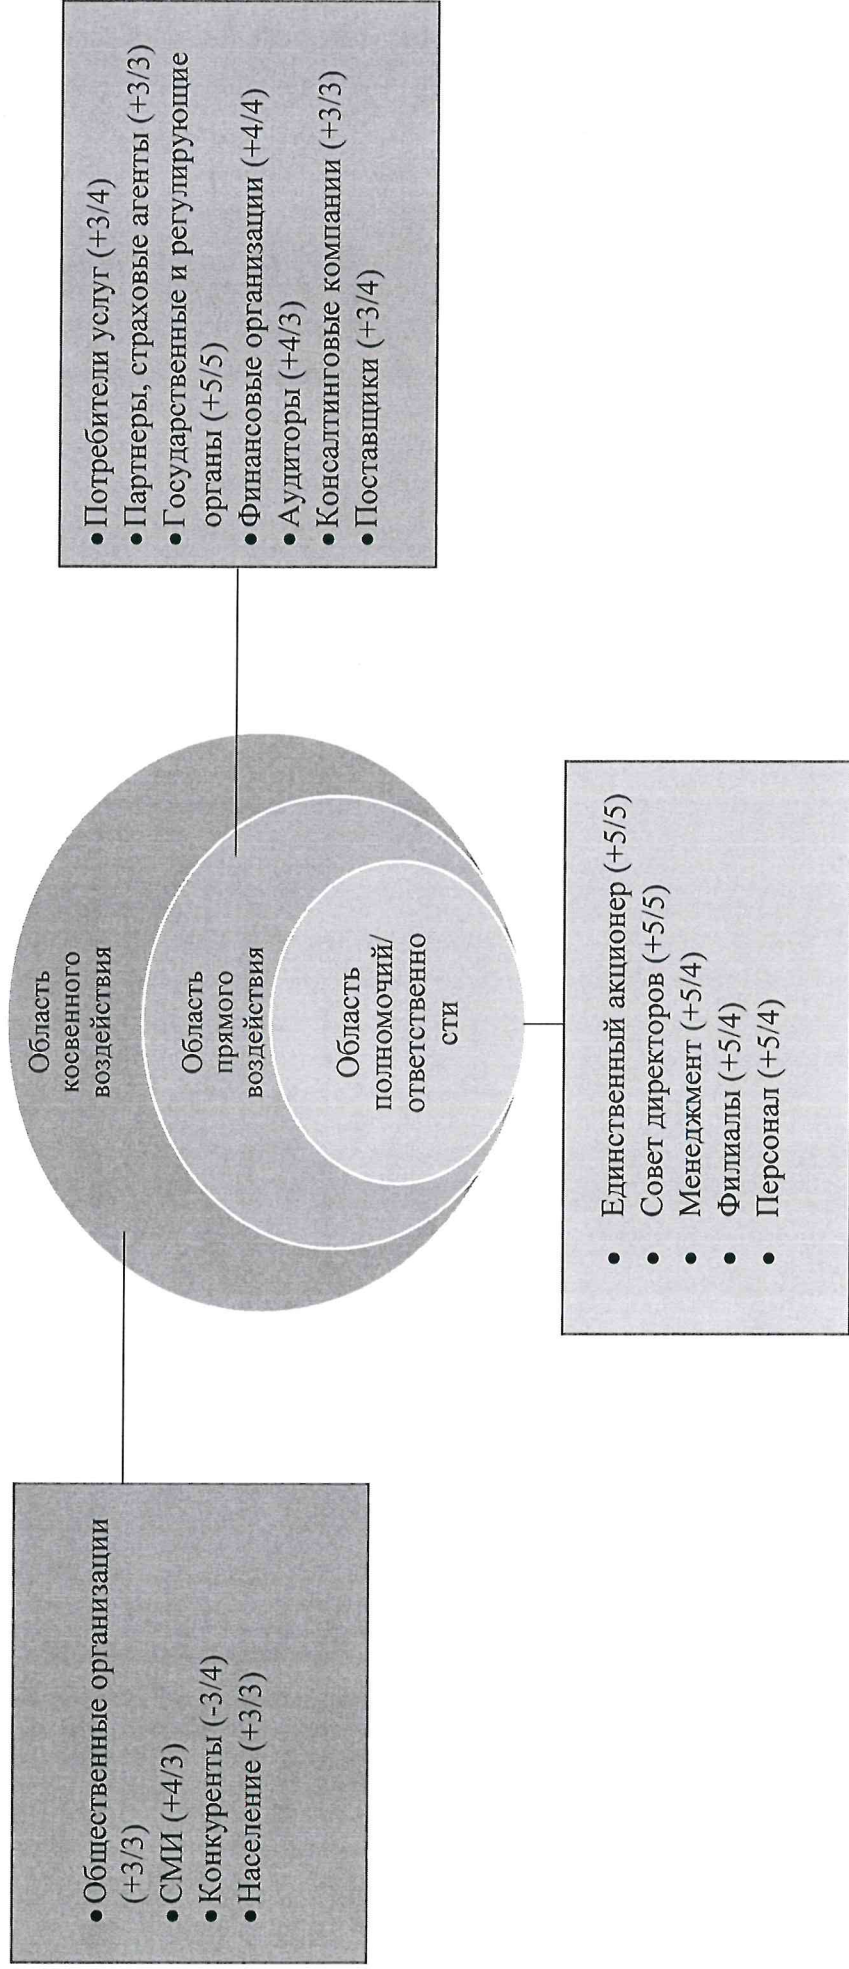 Общественные организации
(+3/3)
СМИ (+4/3)
Конкуренты (-3/4)
Население (+3/3)
Область
косвенного
воздействия
Область
прямого
воздействия
Область
полномочий/
ответственно
сти
Единственный акционер (+5/5)
Совет директоров (+5/5)
Менеджмент (+5/4)
Филиалы (+5/4)
Персонал (+5/4)
Потребители услуг (+3/4)
Партнеры, страховые агенты (+3/3)
Государственные и регулирующие
органы (+5/5)
Финансовые организации (+4/4)
Аудиторы (+4/3)
Консалтинговые компании (+3/3)
Поставщики (+3/4)